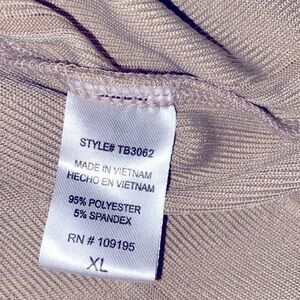 STYLE# TB3062
MADE IN VIETNAM
HECHO EN VIETNAM
95% POLYESTER
5% SPANDEX
RN # 109195
XL